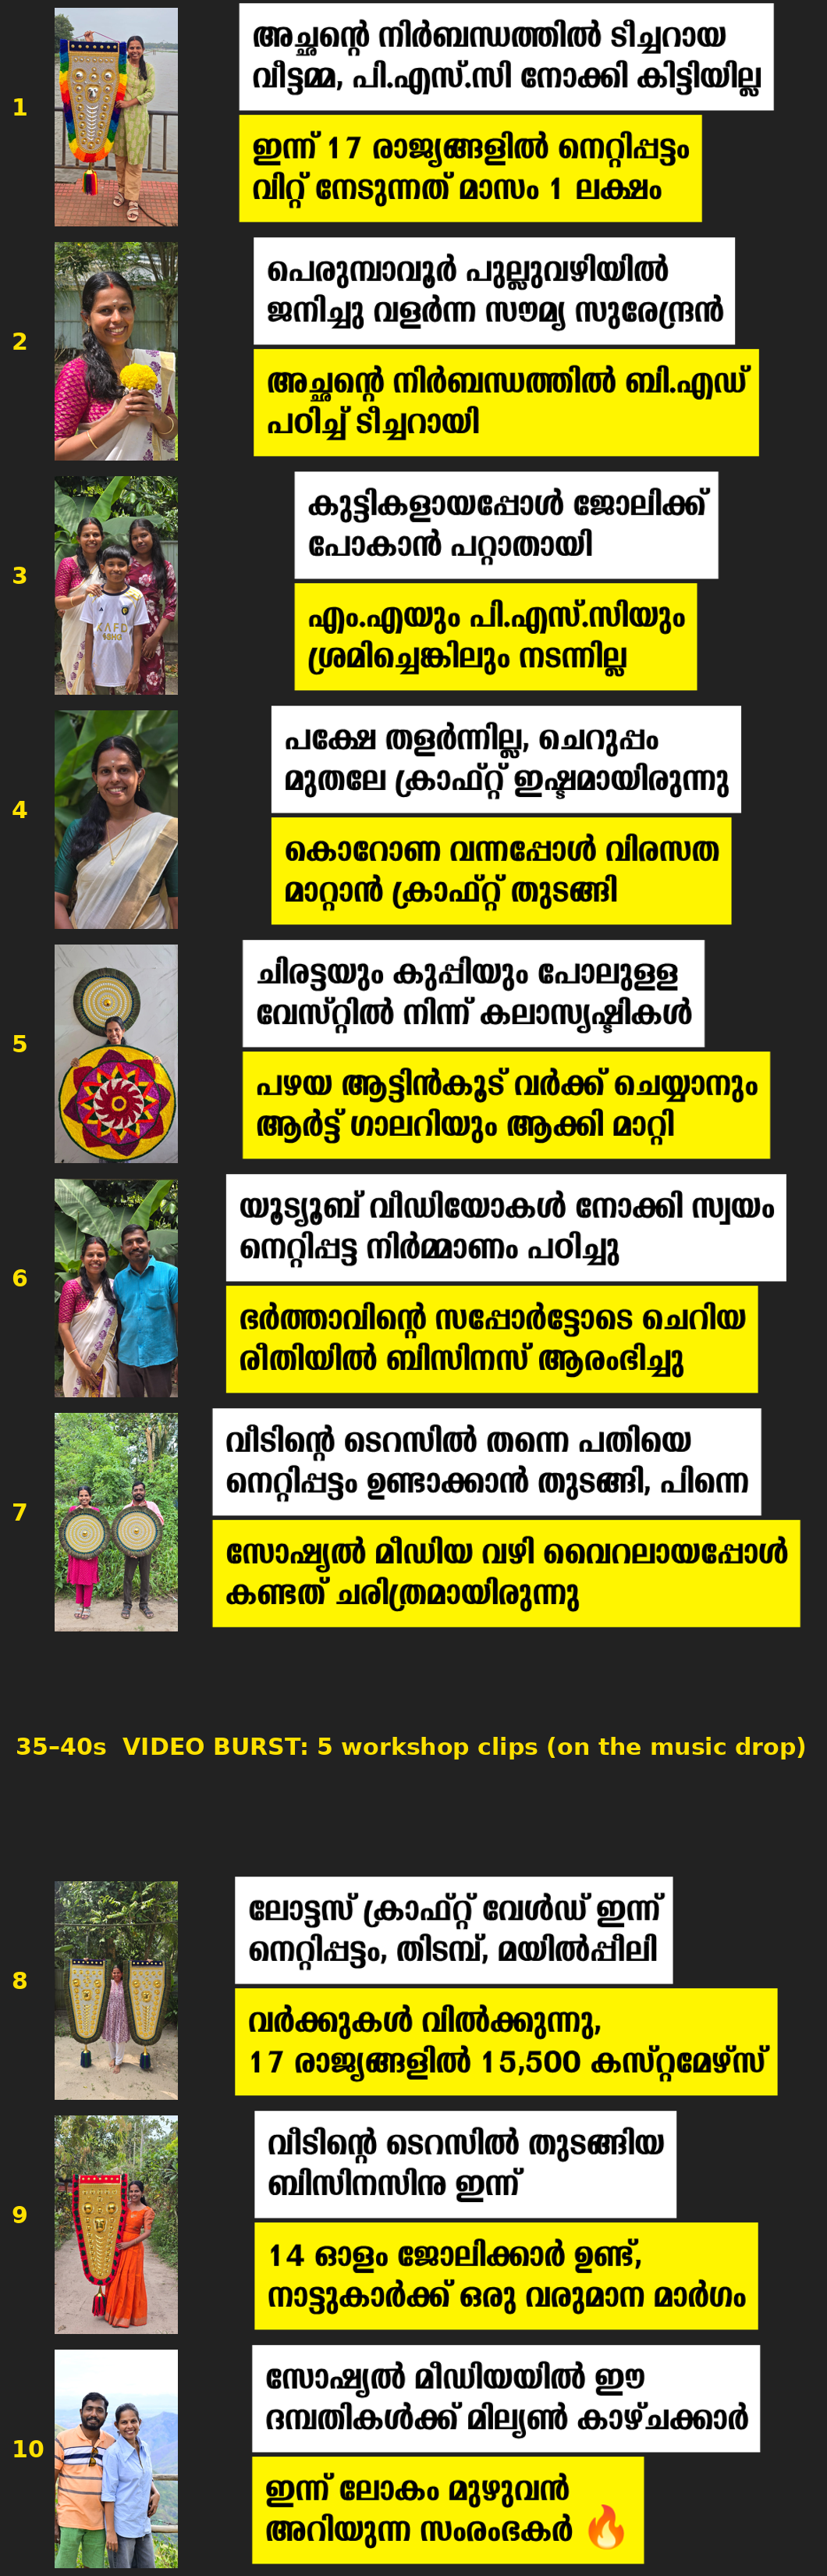 1
അച്ഛന്റെ നിർബന്ധത്തിൽ ടീച്ചറായ
വീട്ടമ്മ, പി.എസ്.സി നോക്കി കിട്ടിയില്ല
ഇന്ന് 17 രാജ്യങ്ങളിൽ നെറ്റിപ്പട്ടം
വിറ്റ് നേടുന്നത് മാസം 1 ലക്ഷം
2
പെരുമ്പാവൂർ പുല്ലുവഴിയിൽ
ജനിച്ചു വളർന്ന സൗമ്യ സുരേന്ദ്രൻ
അച്ഛന്റെ നിർബന്ധത്തിൽ ബി.എഡ്
പഠിച്ച് ടീച്ചറായി
3
കുട്ടികളായപ്പോൾ ജോലിക്ക്
പോകാൻ പറ്റാതായി
എം.എയും പി.എസ്.സിയും
ശ്രമിച്ചെങ്കിലും നടന്നില്ല
4
പക്ഷേ തളർന്നില്ല, ചെറുപ്പം
മുതലേ ക്രാഫ്റ്റ് ഇഷ്ടമായിരുന്നു
കൊറോണ വന്നപ്പോൾ വിരസത
മാറ്റാൻ ക്രാഫ്റ്റ് തുടങ്ങി
5
ചിരട്ടയും കുപ്പിയും പോലുളള
വേസ്റ്റിൽ നിന്ന് കലാസൃഷ്ടികൾ
പഴയ ആട്ടിൻകൂട് വർക്ക് ചെയ്യാനും
ആർട്ട് ഗാലറിയും ആക്കി മാറ്റി
6
യൂട്യൂബ് വീഡിയോകൾ നോക്കി സ്വയം
നെറ്റിപ്പട്ട നിർമ്മാണം പഠിച്ചു
ഭർത്താവിന്റെ സപ്പോർട്ടോടെ ചെറിയ
രീതിയിൽ ബിസിനസ് ആരംഭിച്ചു
7
വീടിന്റെ ടെറസിൽ തന്നെ പതിയെ
നെറ്റിപ്പട്ടം ഉണ്ടാക്കാൻ തുടങ്ങി, പിന്നെ
സോഷ്യൽ മീഡിയ വഴി വൈറലായപ്പോൾ
കണ്ടത് ചരിത്രമായിരുന്നു
35–40s VIDEO BURST: 5 workshop clips (on the music drop)
8
ലോട്ടസ് ക്രാഫ്റ്റ് വേൾഡ് ഇന്ന്
നെറ്റിപ്പട്ടം, തിടമ്പ്, മയിൽപ്പീലി
വർക്കുകൾ വിൽക്കുന്നു,
17 രാജ്യങ്ങളിൽ 15,500 കസ്റ്റമേഴ്സ്
9
വീടിന്റെ ടെറസിൽ തുടങ്ങിയ
ബിസിനസിനു ഇന്ന്
14 ഓളം ജോലിക്കാർ ഉണ്ട്,
നാട്ടുകാർക്ക് ഒരു വരുമാന മാർഗം
10
സോഷ്യൽ മീഡിയയിൽ ഈ
ദമ്പതികൾക്ക് മില്യൺ കാഴ്ചക്കാർ
ഇന്ന് ലോകം മുഴുവൻ
അറിയുന്ന സംരംഭകർ 🔥